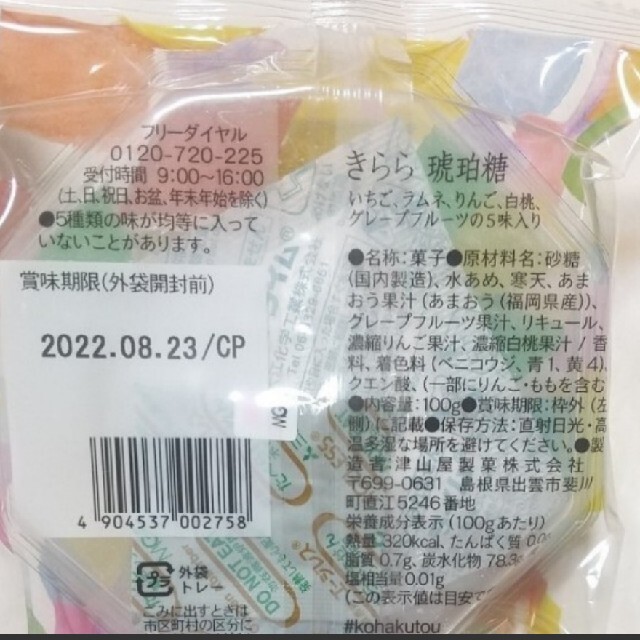 フリーダイヤル
0120-720-225
受付時間 9:00〜16:00
(土、日、祝日、お盆、年末年始を除く)
●5種類の味が均等に入って
いないことがあります。
賞味期限(外袋開封前)
2022.08.23/CP
4 904537 002758
プラ
外袋
トレー
ごみに出すときは
市区町村の区分に
きらら 琥珀糖
いちご、ラムネ、りんご、白桃、
グレープフルーツの5味入り
●名称:菓子●原材料名:砂糖
(国内製造)、水あめ、寒天、あま
おう果汁(あまおう(福岡県産))、
グレープフルーツ果汁、リキュール、
濃縮りんご果汁、濃縮白桃果汁/香
料、着色料(ベニコウジ、青1、黄4)、
クエン酸、(一部にりんご・ももを含む
●内容量:100g●賞味期限:枠外(左
側)に記載●保存方法:直射日光・高
温多湿な場所を避けてください。●製
造者:津山屋製菓株式会社
〒699-0631 島根県出雲市斐川
町直江5246番地
栄養成分表示(100gあたり)
熱量 320kcal、たんぱく質
脂質 0.7g、炭水化物 78.3
塩相当量 0.01g
(この表示値は目安で
#kohakutou
DO NOT EAT